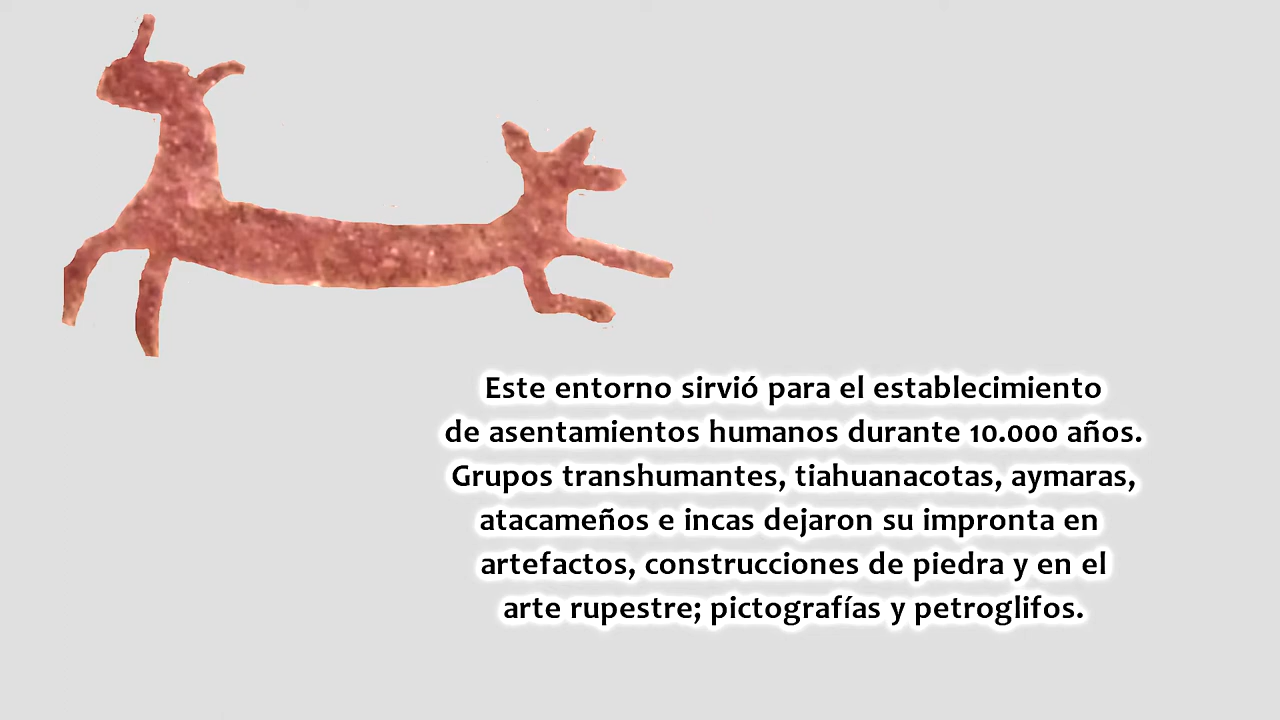 Este entorno sirvió para el establecimiento
de asentamientos humanos durante 10.000 años.
Grupos transhumantes, tiahuanacotas, aymaras,
atacameños e incas dejaron su impronta en
artefactos, construcciones de piedra y en el
arte rupestre; pictografías y petroglifos.